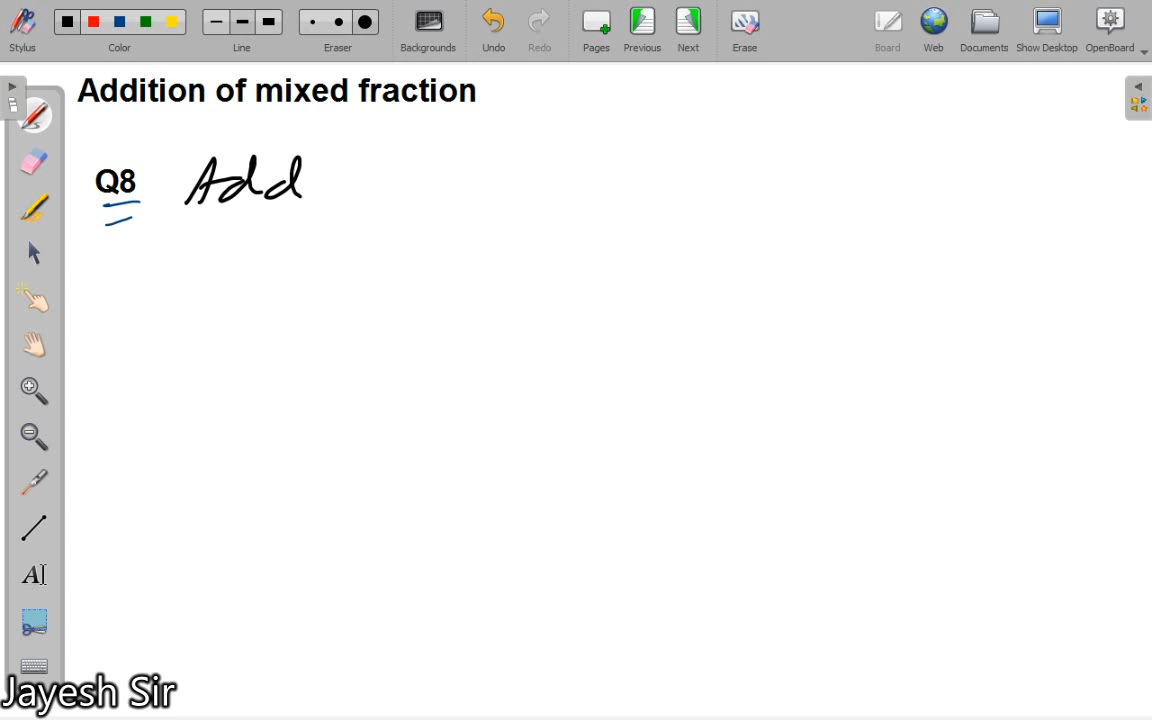 Stylus Color Line Eraser Backgrounds Undo Redo Pages Previous Next Erase Board Web Documents Show Desktop OpenBoard
Addition of mixed fraction
Q8 Add
Jayesh Sir